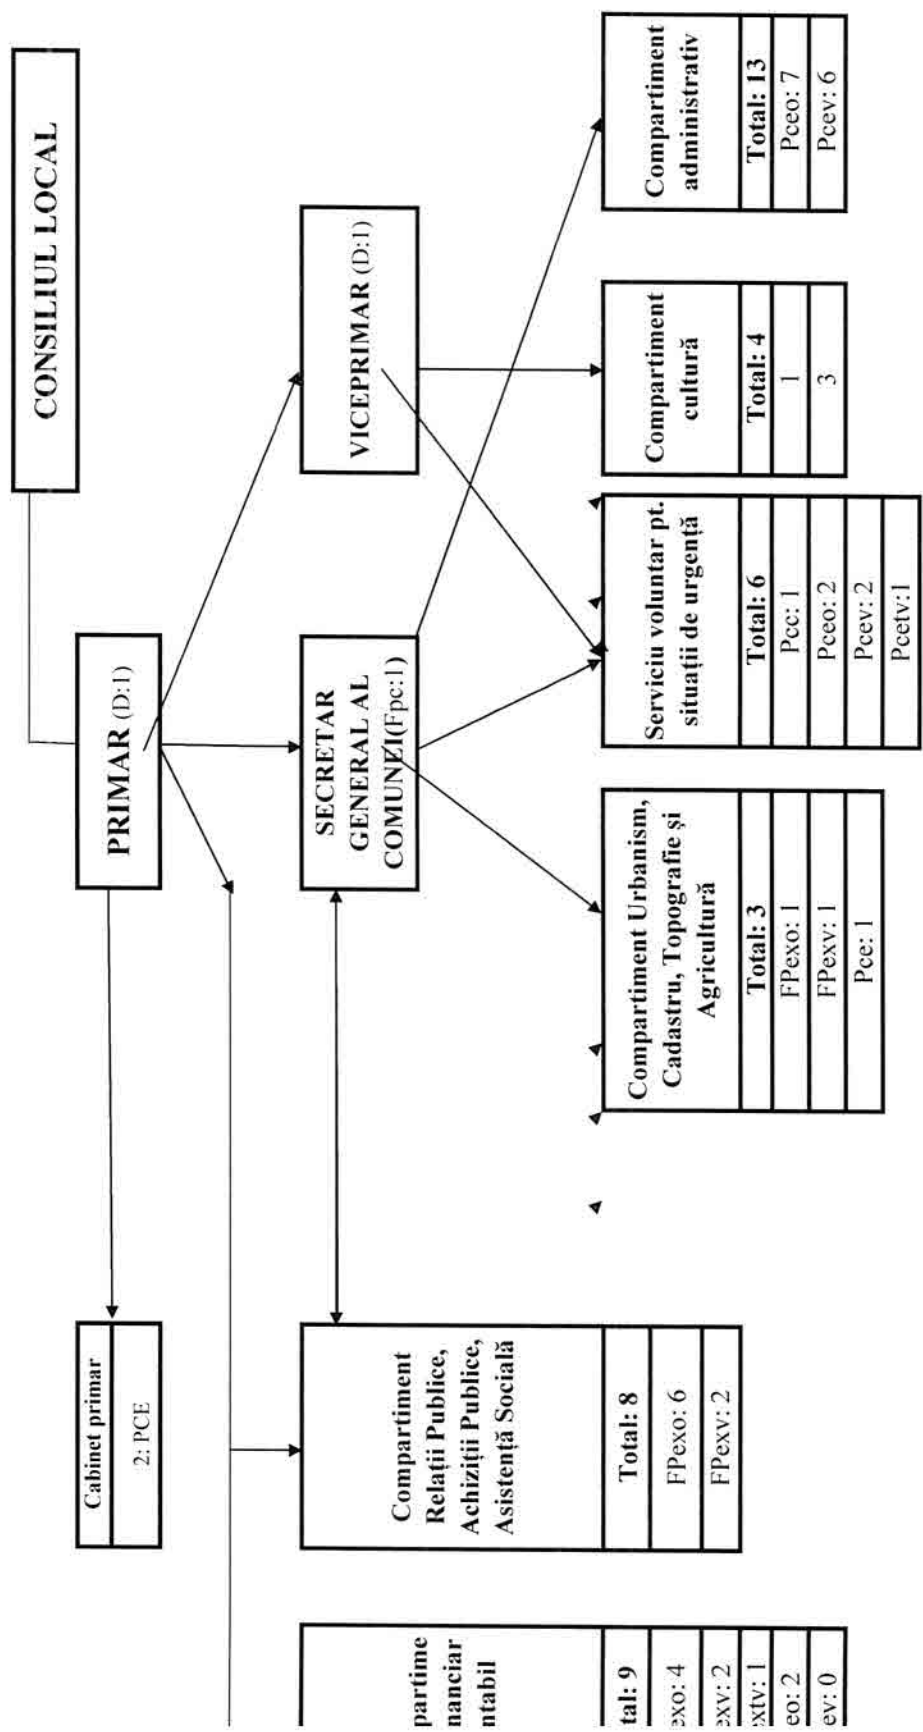 CONSILIUL LOCAL
PRIMAR (D:1)
Cabinet primar
2: PCE
VICEPRIMAR (D:1)
SECRETAR
GENERAL AL
COMUNEI(Fpc:1)
partime
nanciar
ntabil
tal: 9
exo: 4
exv: 2
extv: 1
eo: 2
ev: 0
Compartiment
Relații Publice,
Achiziții Publice,
Asistență Socială
Total: 8
FPexo: 6
FPexv: 2
Compartiment Urbanism,
Cadastru, Topografie și
Agricultură
Total: 3
FPexo: 1
FPexv: 1
Pce: 1
Serviciu voluntar pt.
situații de urgență
Total: 6
Pcc: 1
Pceo: 2
Pcev: 2
Pcetv: 1
Compartiment
cultură
Total: 4
1
3
Compartiment
administrativ
Total: 13
Pceo: 7
Pcev: 6